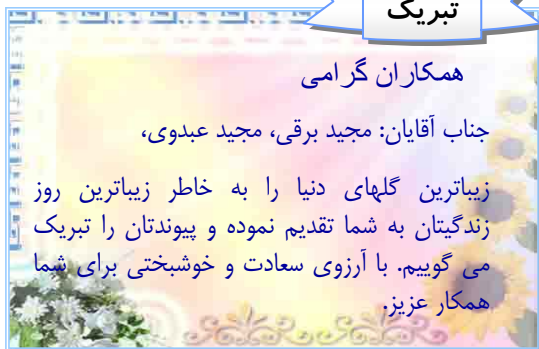 تبریک
همکاران گرامی
جناب آقایان: مجید برقی، مجید عبدوی،
زیباترین گلهای دنیا را به خاطر زیباترین روز
زندگیتان به شما تقدیم نموده و پیوندتان را تبریک
می گوییم. با آرزوی سعادت و خوشبختی برای شما
همکار عزیز.